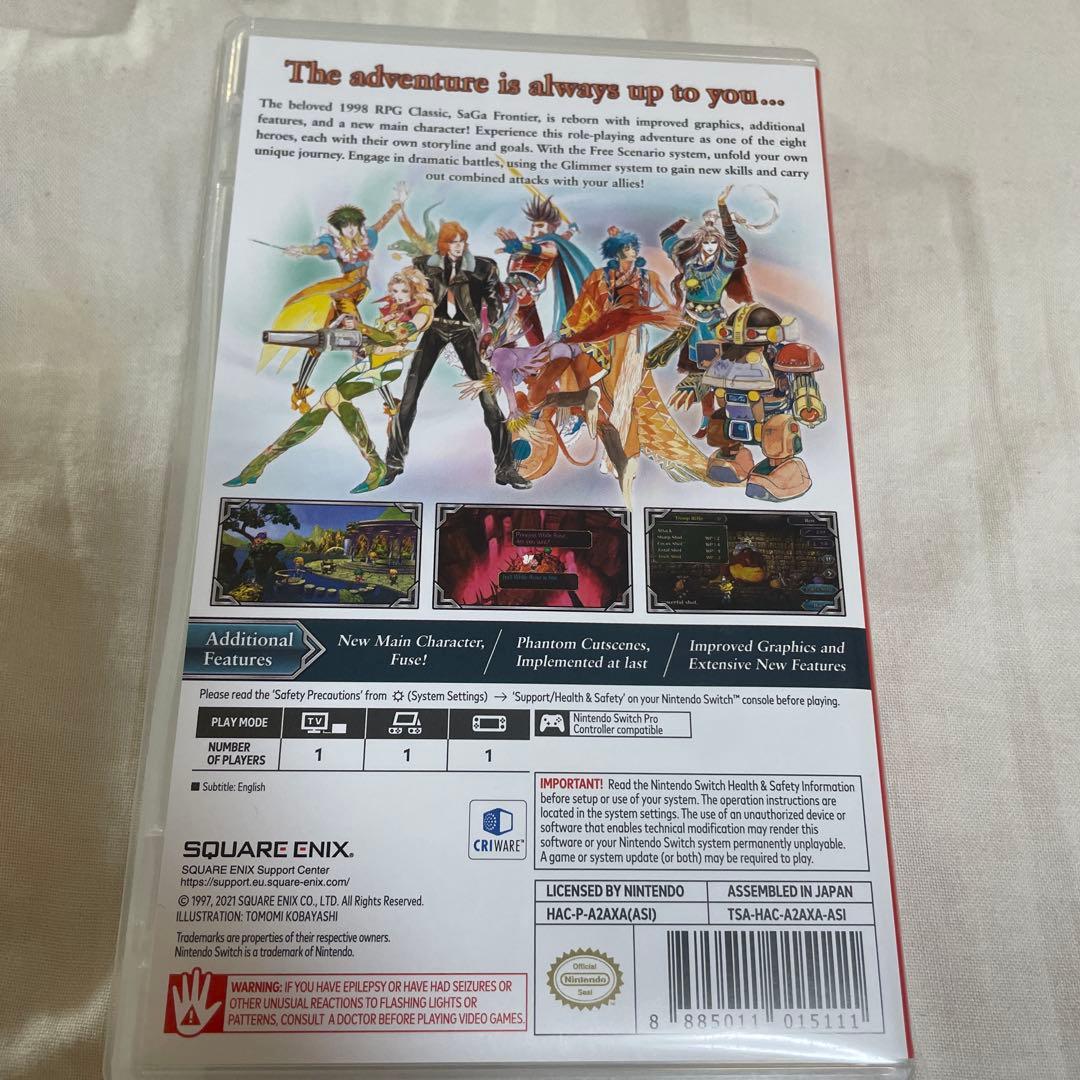 The adventure is always up to you...
The beloved 1998 RPG Classic, SaGa Frontier, is reborn with improved graphics, additional
features, and a new main character! Experience this role-playing adventure as one of the eight
heroes, each with their own storyline and goals. With the Free Scenario system, unfold your own
unique journey. Engage in dramatic battles, using the Glimmer system to gain new skills and carry
out combined attacks with your allies!
Princess White Rose,
Are you sure?
Troop Rifle
Attack
Additional
Features
New Main Character,
Fuse!
Phantom Cutscenes,
Implemented at last
Improved Graphics and
Extensive New Features
Please read the 'Safety Precautions' from (System Settings) → 'Support/Health & Safety' on your Nintendo Switch™ console before playing.
PLAY MODE
TV
Nintendo Switch Pro
Controller compatible
NUMBER
OF PLAYERS
1
1
1
Subtitle: English
CRIWARE™
IMPORTANT! Read the Nintendo Switch Health & Safety Information
before setup or use of your system. The operation instructions are
located in the system settings. The use of an unauthorized device or
software that enables technical modification may render this
software or your Nintendo Switch system permanently unplayable.
A game or system update (or both) may be required to play.
SQUARE ENIX®
SQUARE ENIX Support Center
https://support.eu.square-enix.com/
© 1997, 2021 SQUARE ENIX CO., LTD. All Rights Reserved.
ILLUSTRATION: TOMOMI KOBAYASHI
Trademarks are properties of their respective owners.
Nintendo Switch is a trademark of Nintendo.
LICENSED BY NINTENDO
ASSEMBLED IN JAPAN
HAC-P-A2AXA(ASI)
TSA-HAC-A2AXA-ASI
WARNING: IF YOU HAVE EPILEPSY OR HAVE HAD SEIZURES OR
OTHER UNUSUAL REACTIONS TO FLASHING LIGHTS OR
PATTERNS, CONSULT A DOCTOR BEFORE PLAYING VIDEO GAMES.
Official
Nintendo
Seal
8 885011 015111